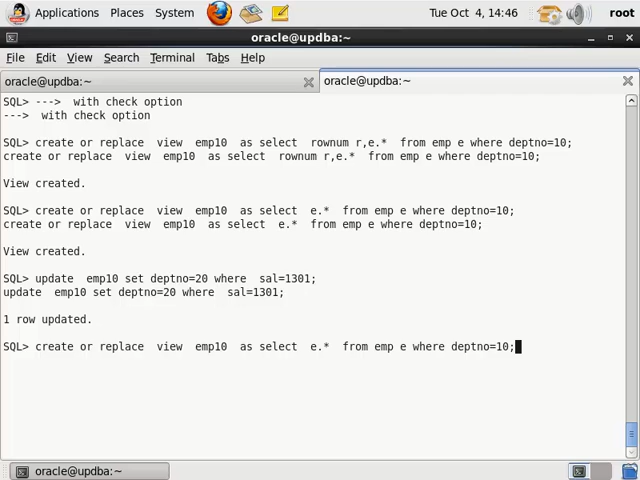 Applications Places System Tue Oct 4, 14:46 root
oracle@updba:~
File Edit View Search Terminal Tabs Help
oracle@updba:~ oracle@updba:~
SQL> --->  with check option
--->  with check option
SQL> create or replace  view  emp10  as select  rownum r,e.*  from emp e where deptno=10;
create or replace  view  emp10  as select  rownum r,e.*  from emp e where deptno=10;
View created.
SQL> create or replace  view  emp10  as select  e.*  from emp e where deptno=10;
create or replace  view  emp10  as select  e.*  from emp e where deptno=10;
View created.
SQL> update  emp10 set deptno=20 where  sal=1301;
update  emp10 set deptno=20 where  sal=1301;
1 row updated.
SQL> create or replace  view  emp10  as select  e.*  from emp e where deptno=10;
oracle@updba:~